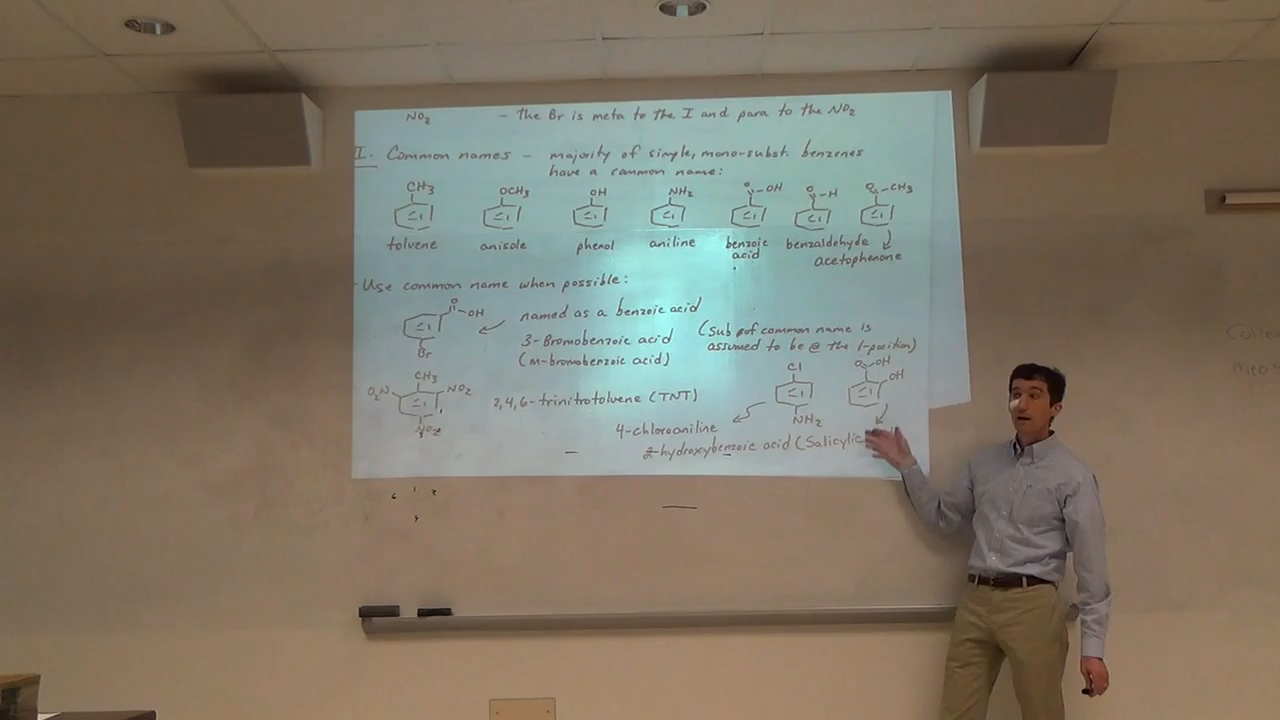 NO2 – The Br is meta to the I and para to the NO2
I. Common names – majority of simple, mono-subst. benzenes
have a common name:
CH3 OCH3 OH NH2 O OH O H O CH3
toluene anisole phenol aniline benzoic acid benzaldehyde acetophenone
- Use common name when possible:
O OH
Br
named as a benzoic acid
3-Bromobenzoic acid
(m-bromobenzoic acid)
(sub of common name is
assumed to be @ the 1-position)
CH3
O2N NO2
NO2
2,4,6-trinitrotoluene (TNT)
Cl
NH2
O OH
OH
4-chloroaniline
2-hydroxybenzoic acid (Salicylic
6 1 2
4